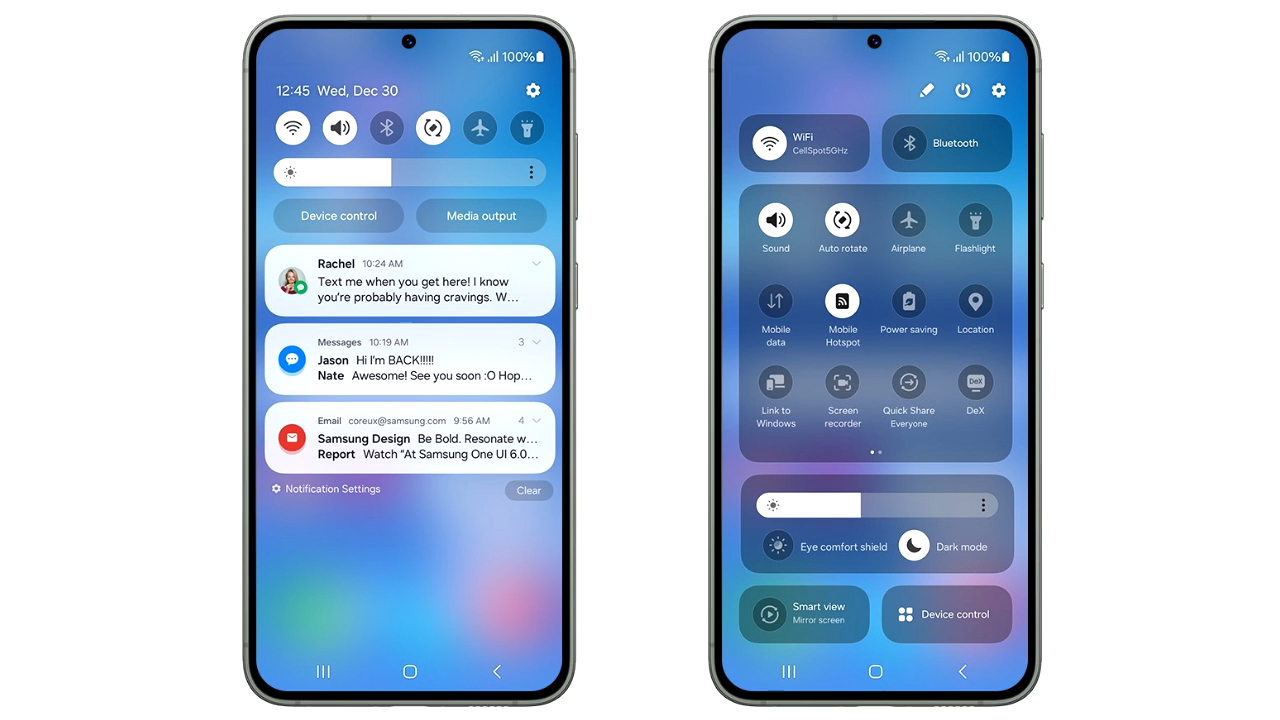 100%
12:45 Wed, Dec 30
Device control Media output
Rachel 10:24 AM
Text me when you get here! I know
you're probably having cravings. W...
Messages 10:19 AM 3
Jason Hi I'm BACK!!!!!
Nate Awesome! See you soon :O Hop...
Email coreux@samsung.com 9:56 AM 4
Samsung Design Be Bold. Resonate w...
Report Watch “At Samsung One UI 6.0...
Notification Settings Clear
100%
WiFi
CellSpot5GHz
Bluetooth
Sound Auto rotate Airplane Flashlight
Mobile
data
Mobile
Hotspot
Power saving Location
DeX
Link to
Windows
Screen
recorder
Quick Share
Everyone
DeX
Eye comfort shield Dark mode
Smart view
Mirror screen
Device control